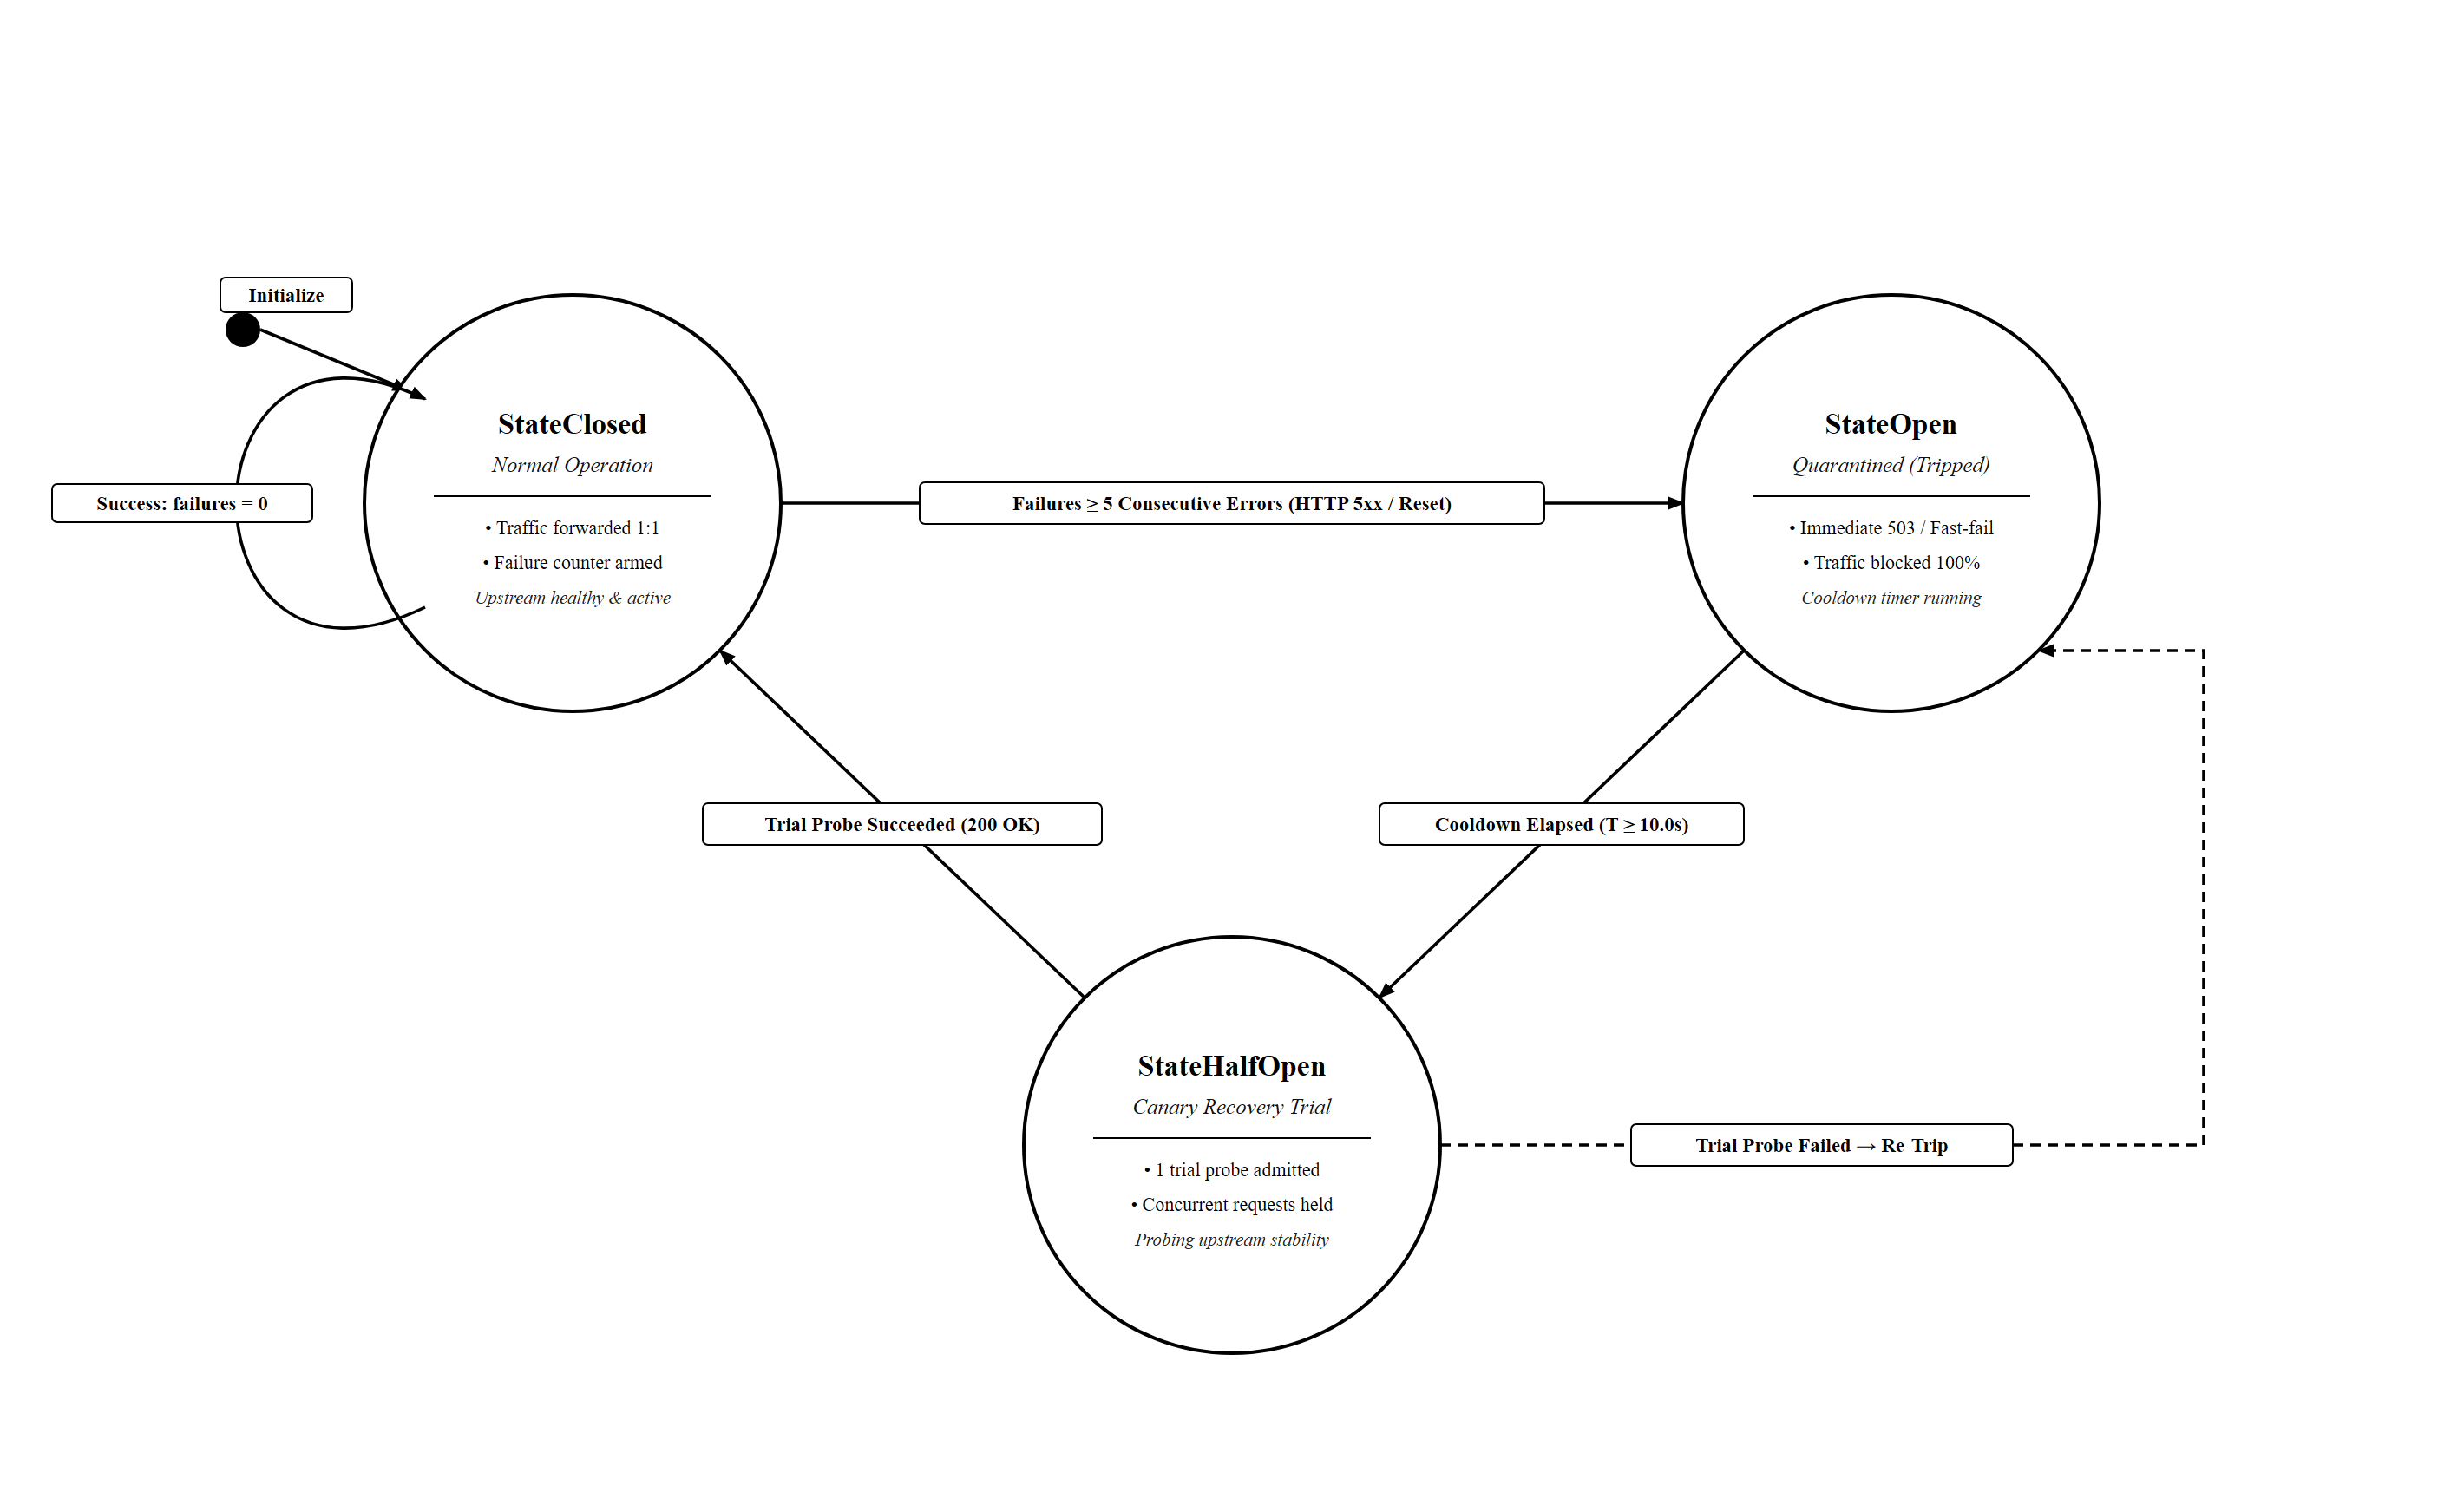 Initialize
StateClosed
Normal Operation
• Traffic forwarded 1:1
• Failure counter armed
Upstream healthy & active
Success: failures = 0
Failures ≥ 5 Consecutive Errors (HTTP 5xx / Reset)
StateOpen
Quarantined (Tripped)
• Immediate 503 / Fast-fail
• Traffic blocked 100%
Cooldown timer running
Trial Probe Succeeded (200 OK)
Cooldown Elapsed (T ≥ 10.0s)
StateHalfOpen
Canary Recovery Trial
• 1 trial probe admitted
• Concurrent requests held
Probing upstream stability
Trial Probe Failed → Re-Trip